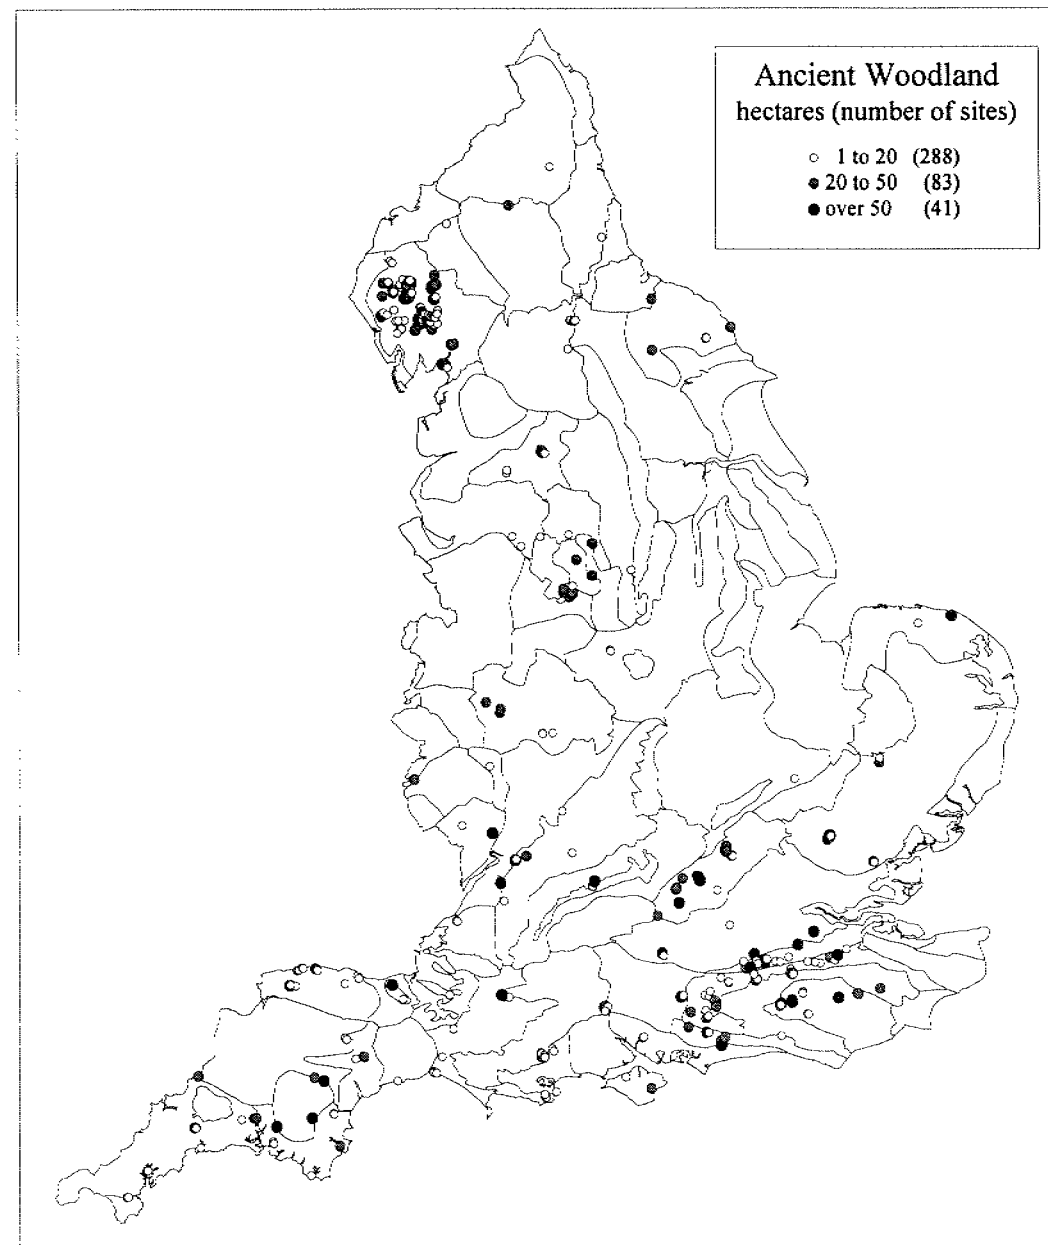 Ancient Woodland
hectares (number of sites)
1 to 20 (288)
20 to 50 (83)
over 50 (41)